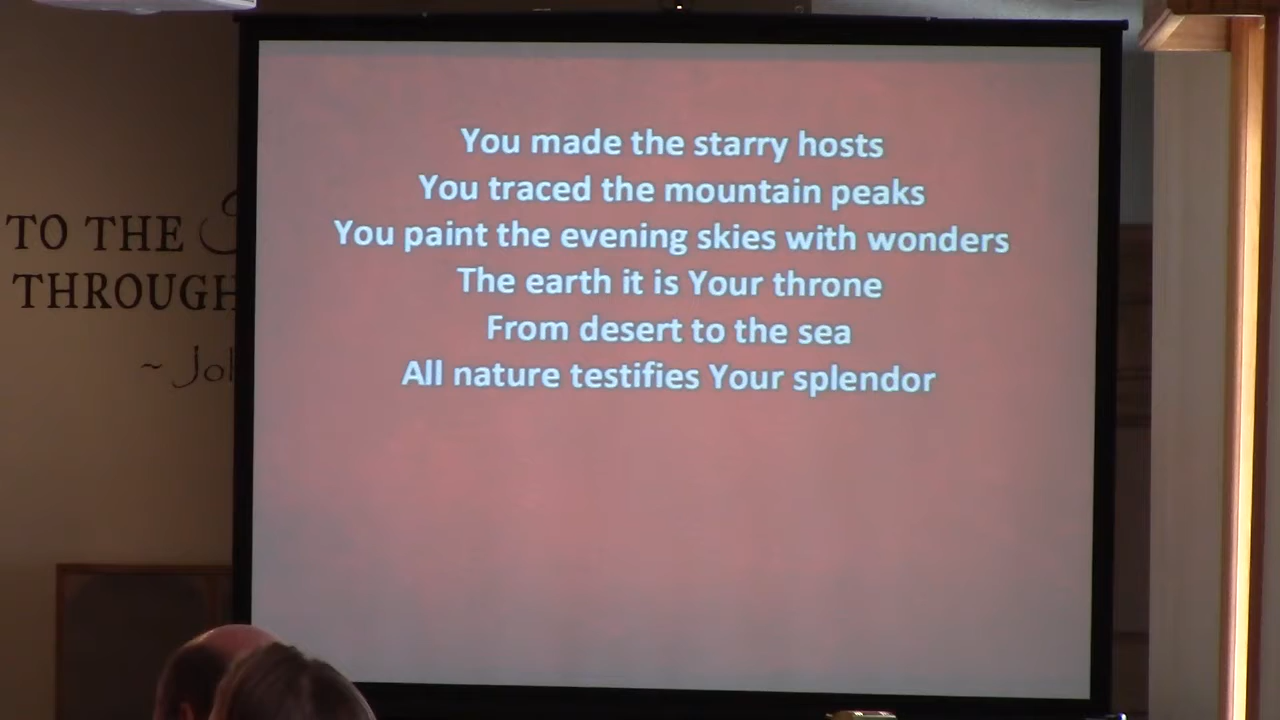 You made the starry hosts
You traced the mountain peaks
You paint the evening skies with wonders
The earth it is Your throne
From desert to the sea
All nature testifies Your splendor
TO THE
THROUGH